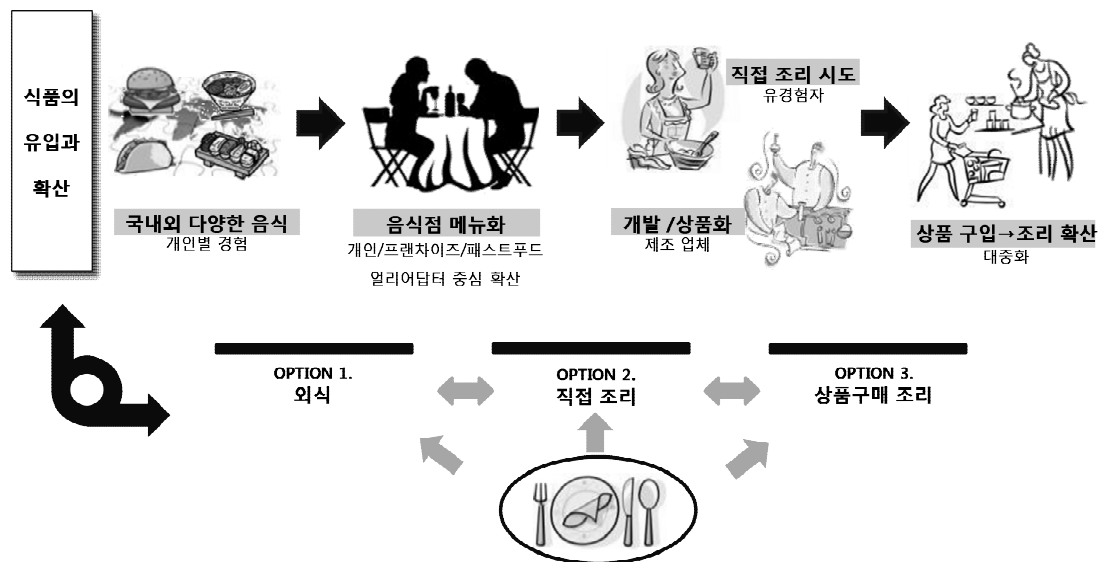 식품의
유입과
확산
국내외 다양한 음식
개인별 경험
음식점 메뉴화
개인/프랜차이즈/패스트푸드
얼리어답터 중심 확산
직접 조리 시도
유경험자
개발 /상품화
제조 업체
상품 구입→조리 확산
대중화
OPTION 1.
외식
OPTION 2.
직접 조리
OPTION 3.
상품구매 조리